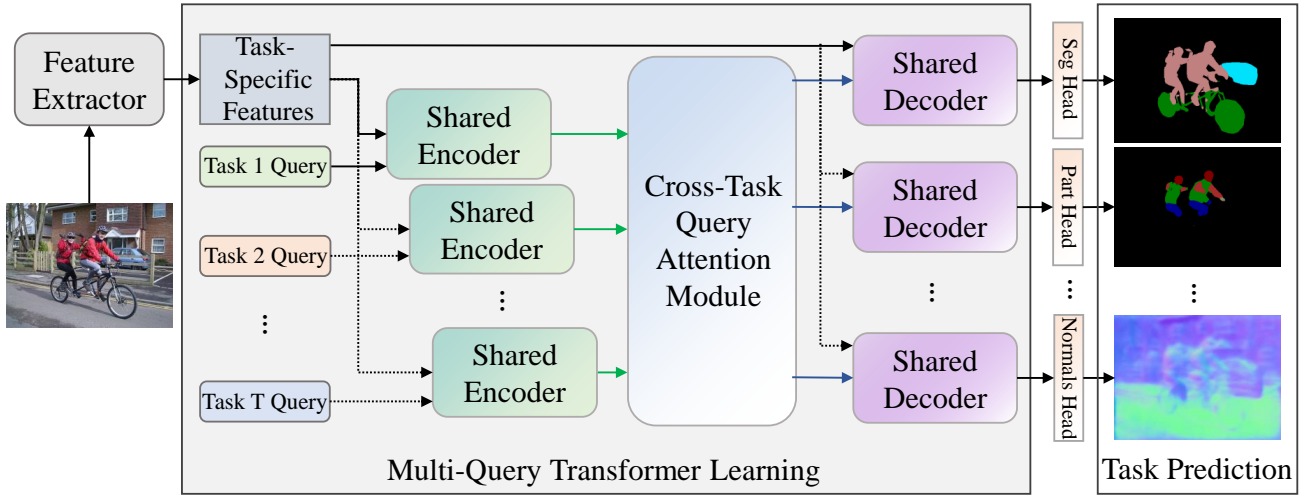 Feature
Extractor
Task-
Specific
Features
Task 1 Query
Task 2 Query
Task T Query
Shared
Encoder
Shared
Encoder
Shared
Encoder
Cross-Task
Query
Attention
Module
Shared
Decoder
Shared
Decoder
Shared
Decoder
Seg Head
Part Head
Normals Head
Multi-Query Transformer Learning
Task Prediction